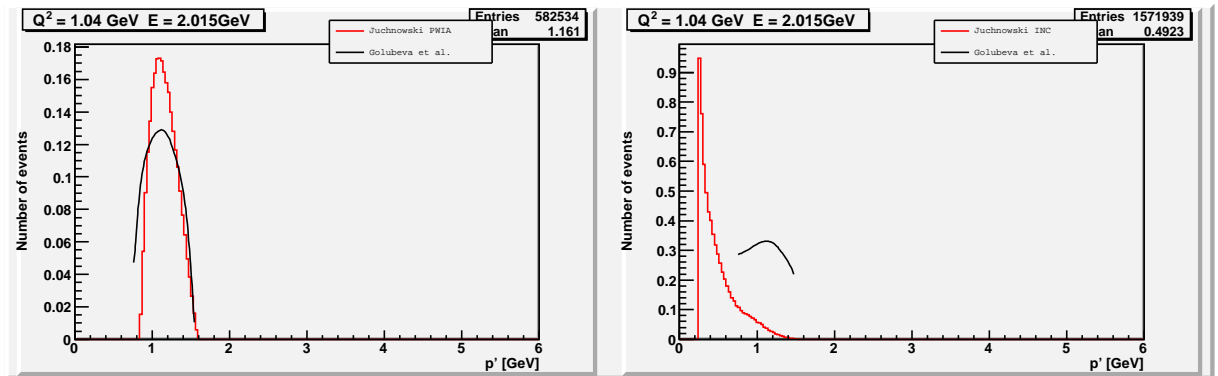 Q² = 1.04 GeV E = 2.015GeV
Entries 582534
an 1.161
Juchnowski PWIA
Golubeva et al.
Number of events
0.18
0.16
0.14
0.12
0.1
0.08
0.06
0.04
0.02
0
0 1 2 3 4 5 6
p' [GeV]
Q² = 1.04 GeV E = 2.015GeV
Entries 1571939
an 0.4923
Juchnowski INC
Golubeva et al.
Number of events
0.9
0.8
0.7
0.6
0.5
0.4
0.3
0.2
0.1
0
0 1 2 3 4 5 6
p' [GeV]